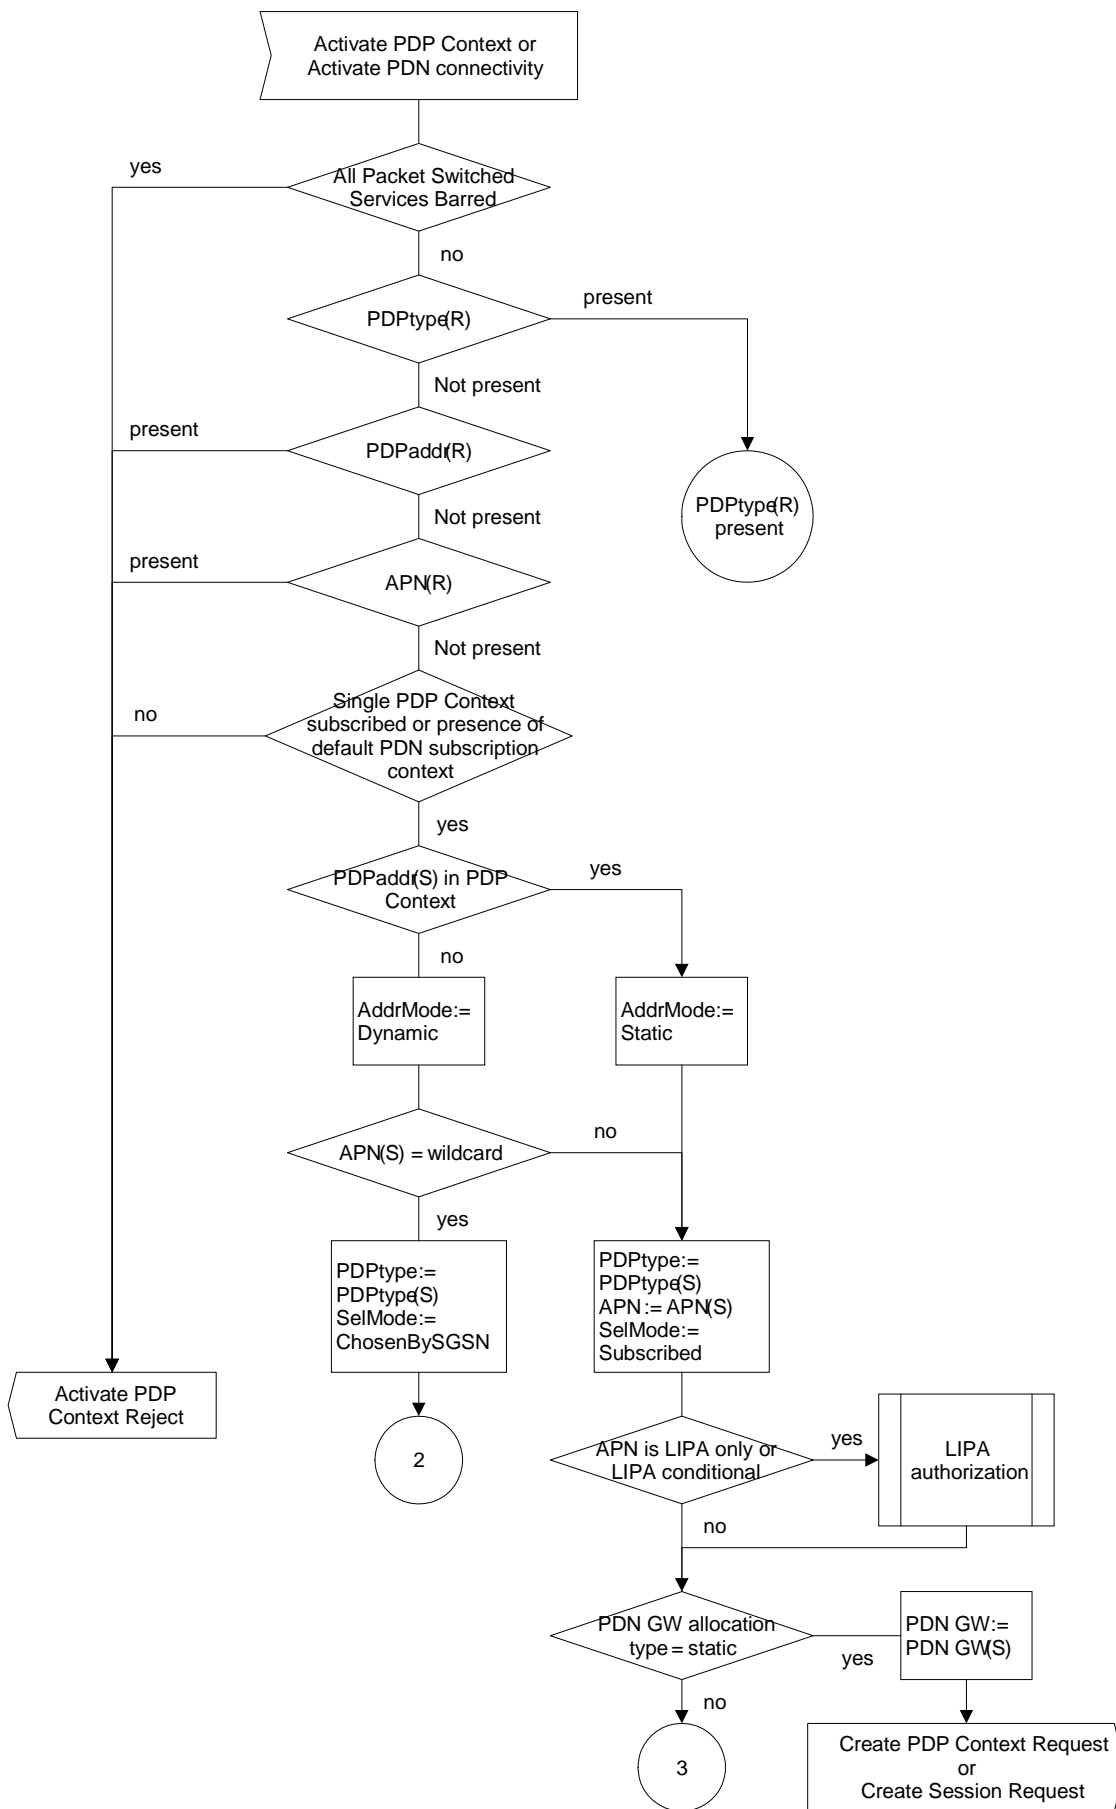 Activate PDP Context or
Activate PDN connectivity
yes
All Packet Switched
Services Barred
no
present
PDPtype(R)
Not present
present
PDPaddr(R)
PDPtype(R)
present
Not present
present
APN(R)
Not present
no
Single PDP Context
subscribed or presence of
default PDN subscription
context
yes
PDPaddr(S) in PDP
Context
yes
no
AddrMode:=
Dynamic
AddrMode:=
Static
APN(S) = wildcard
no
yes
PDPtype:=
PDPtype(S)
SelMode:=
ChosenBySGSN
PDPtype:=
PDPtype(S)
APN := APN(S)
SelMode:=
Subscribed
Activate PDP
Context Reject
2
APN is LIPA only or
LIPA conditional
yes
LIPA
authorization
no
PDN GW allocation
type = static
yes
PDN GW:=
PDN GW(S)
no
3
Create PDP Context Request
or
Create Session Request